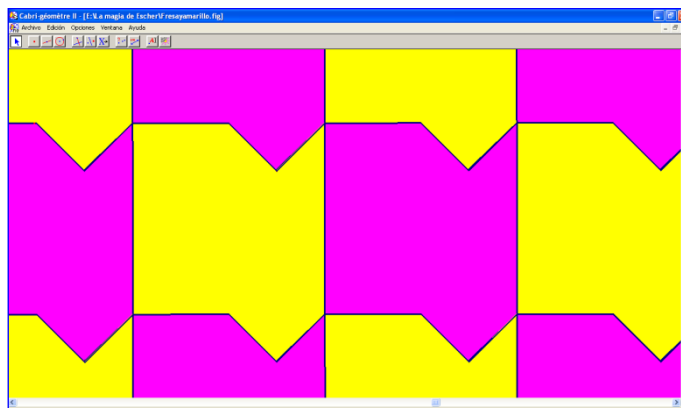 Cabri-géomètre II - [E:\La magia de Escher\Fresayamarillo.fig]
Archivo Edición Opciones Ventana Ayuda